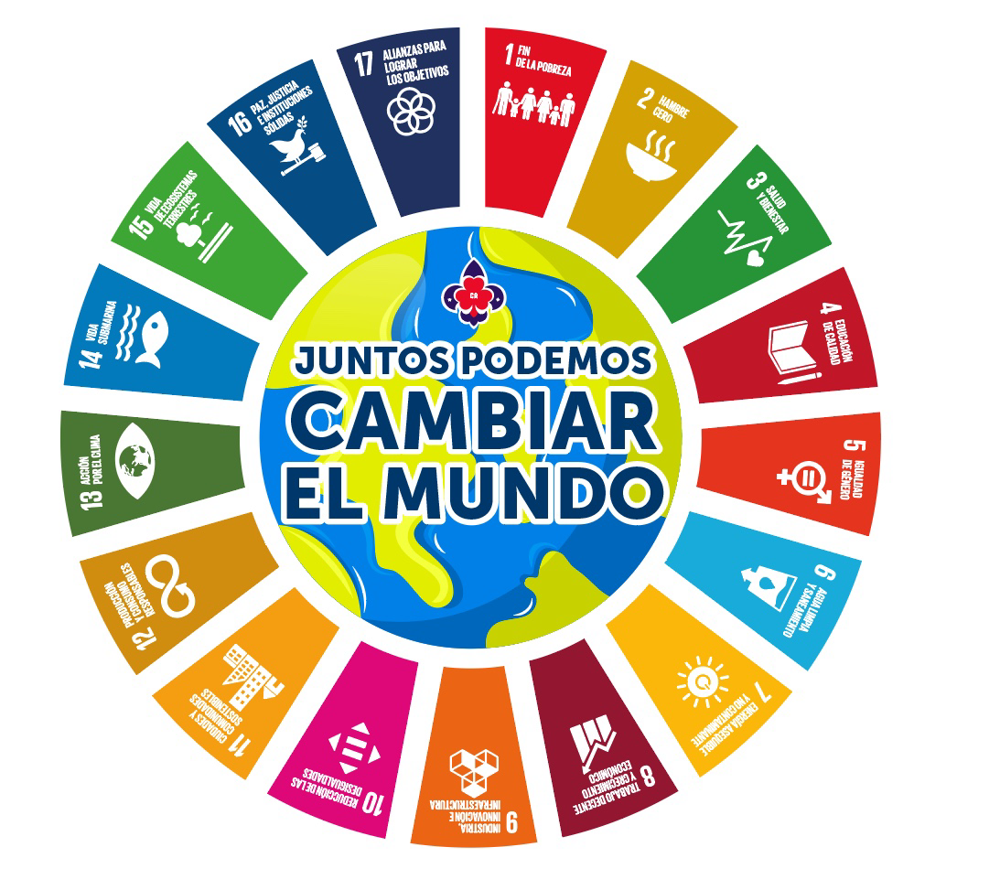 1 FIN
DE LA POBREZA
2 HAMBRE
CERO
3 SALUD
Y BIENESTAR
4 EDUCACIÓN
DE CALIDAD
5 IGUALDAD
DE GÉNERO
6 AGUA LIMPIA
Y SANEAMIENTO
7 ENERGÍA ASEQUIBLE
Y NO CONTAMINANTE
8 TRABAJO DECENTE
Y CRECIMIENTO
ECONÓMICO
9 INDUSTRIA,
INNOVACIÓN E
INFRAESTRUCTURA
10 REDUCCIÓN DE LAS
DESIGUALDADES
11 CIUDADES Y
COMUNIDADES
SOSTENIBLES
12 PRODUCCIÓN
Y CONSUMO
RESPONSABLES
13 ACCIÓN
POR EL CLIMA
14 VIDA
SUBMARINA
15 VIDA
DE ECOSISTEMAS
TERRESTRES
16 PAZ, JUSTICIA
E INSTITUCIONES
SÓLIDAS
17 ALIANZAS PARA
LOGRAR
LOS OBJETIVOS
JUNTOS PODEMOS
CAMBIAR
EL MUNDO